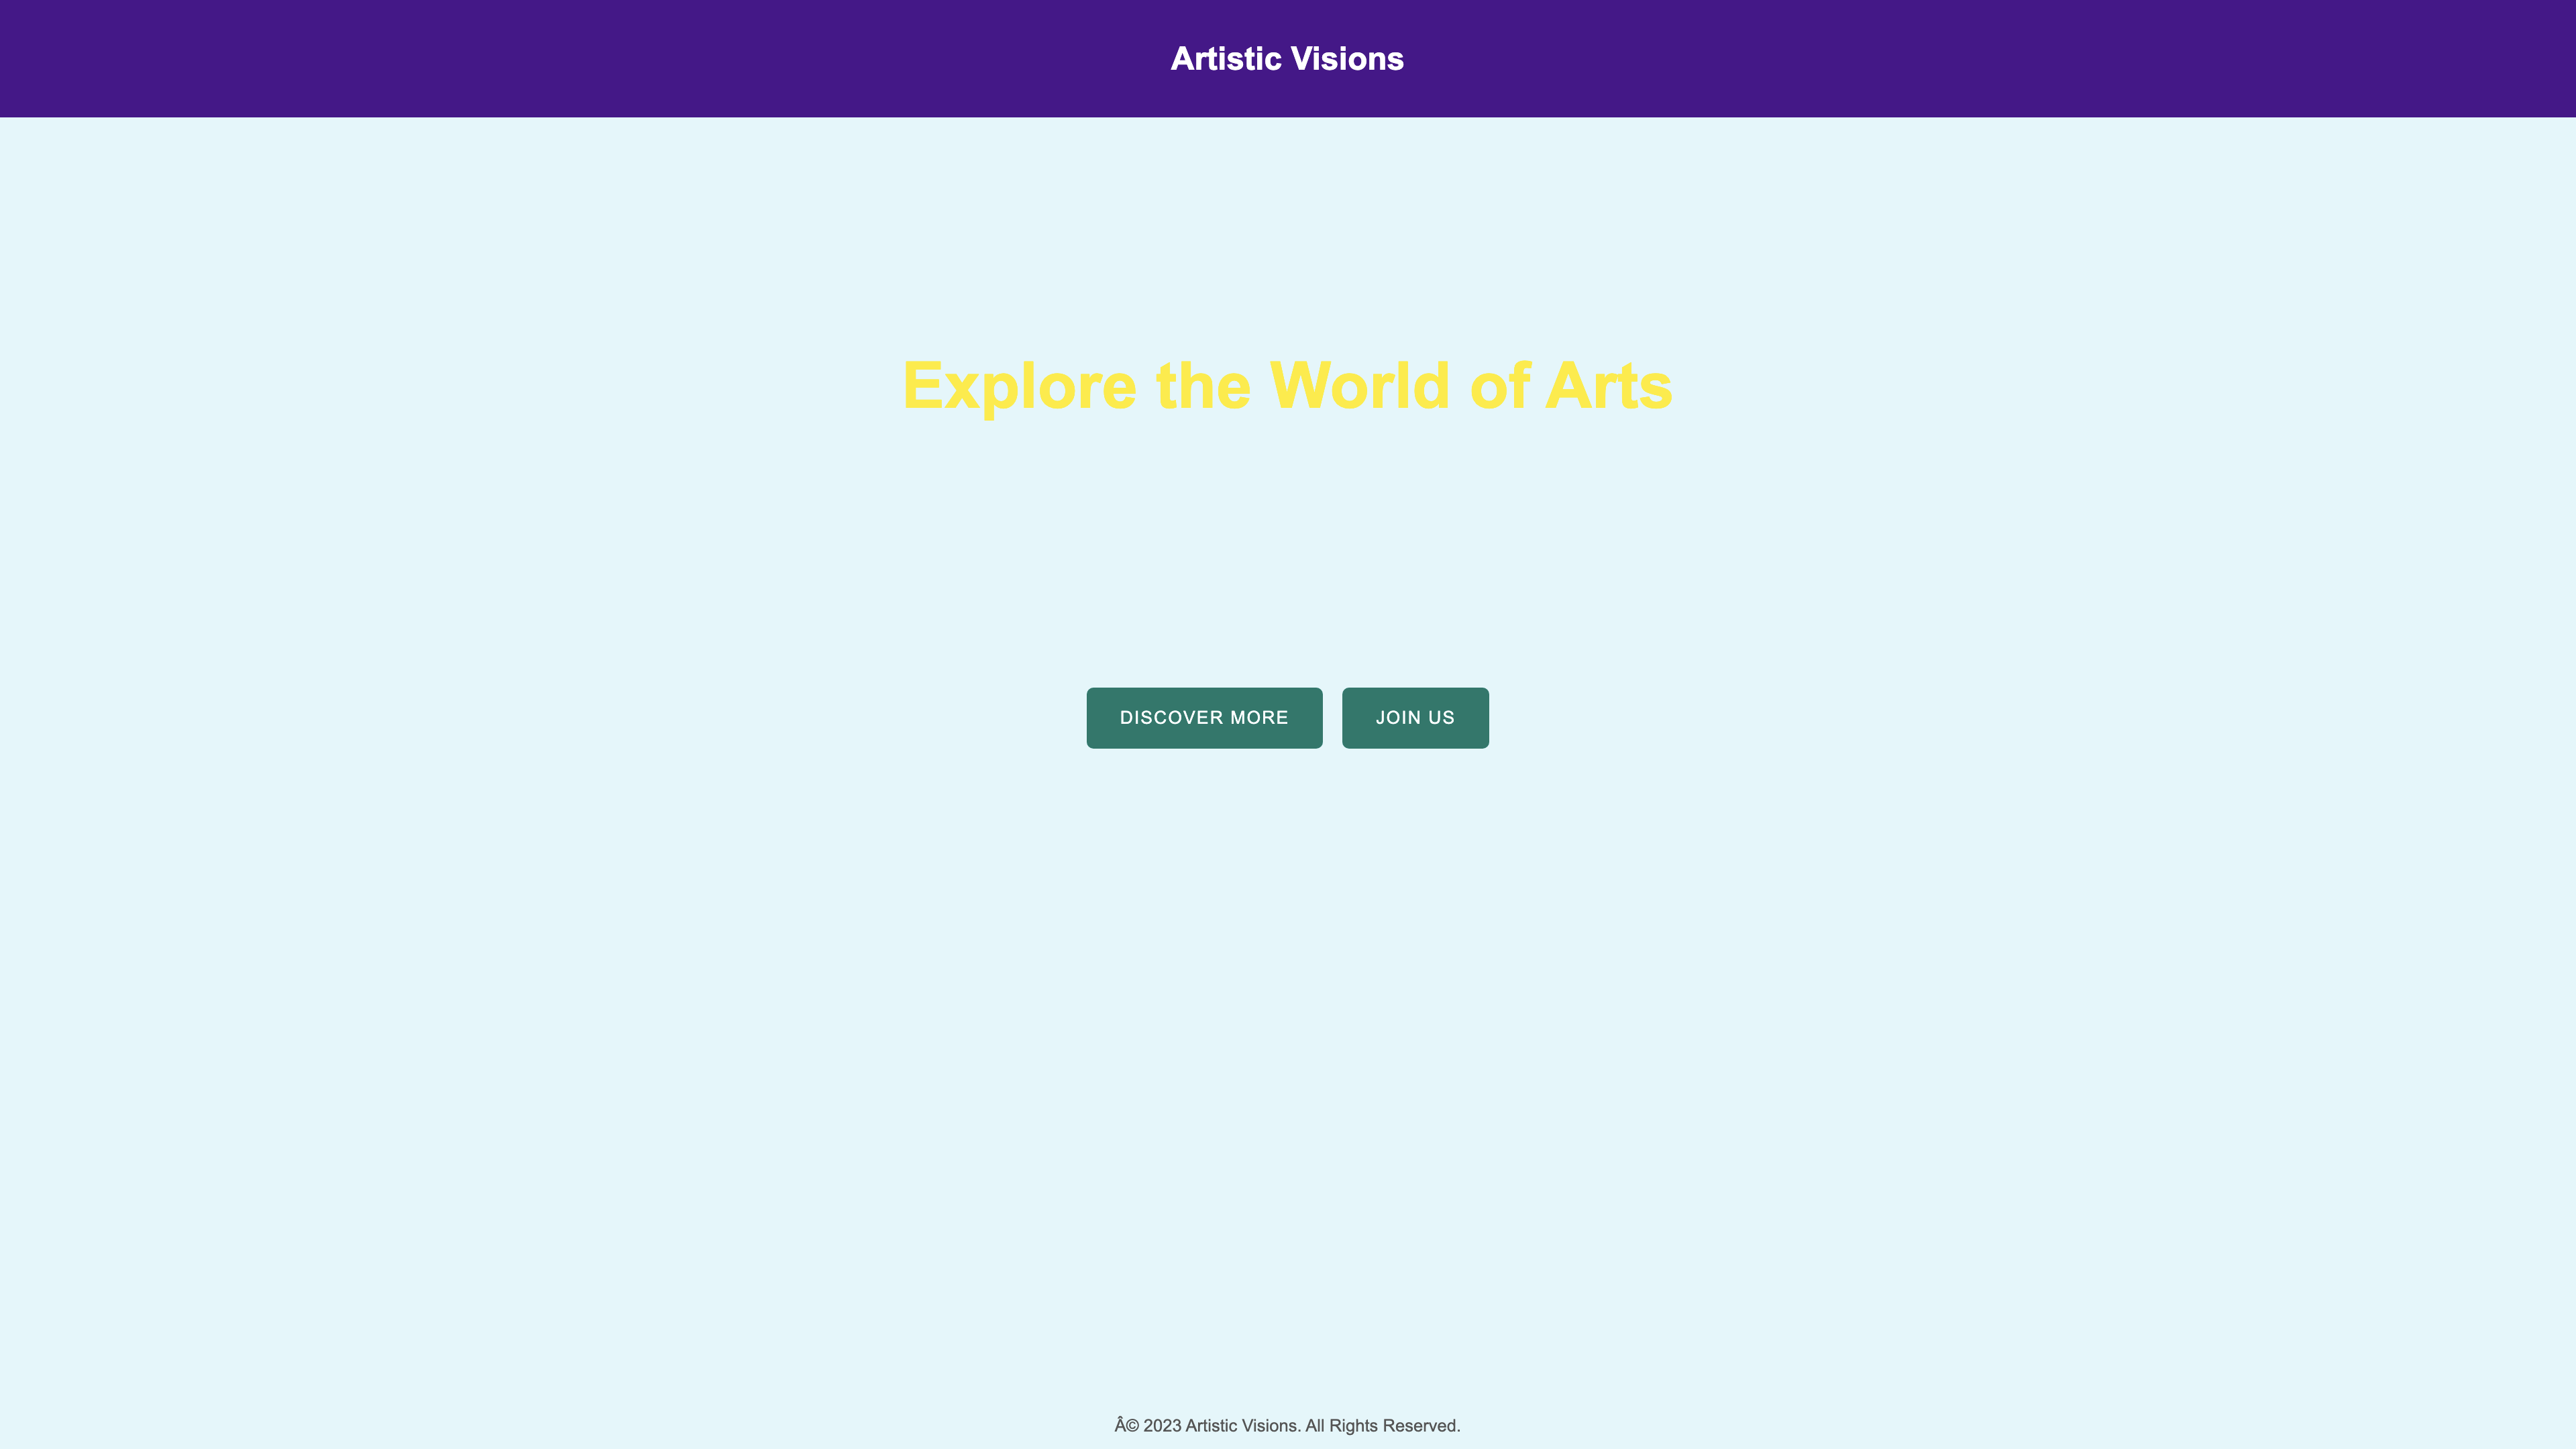 Artistic Visions
Explore the World of Arts
DISCOVER MORE
JOIN US
Â© 2023 Artistic Visions. All Rights Reserved.